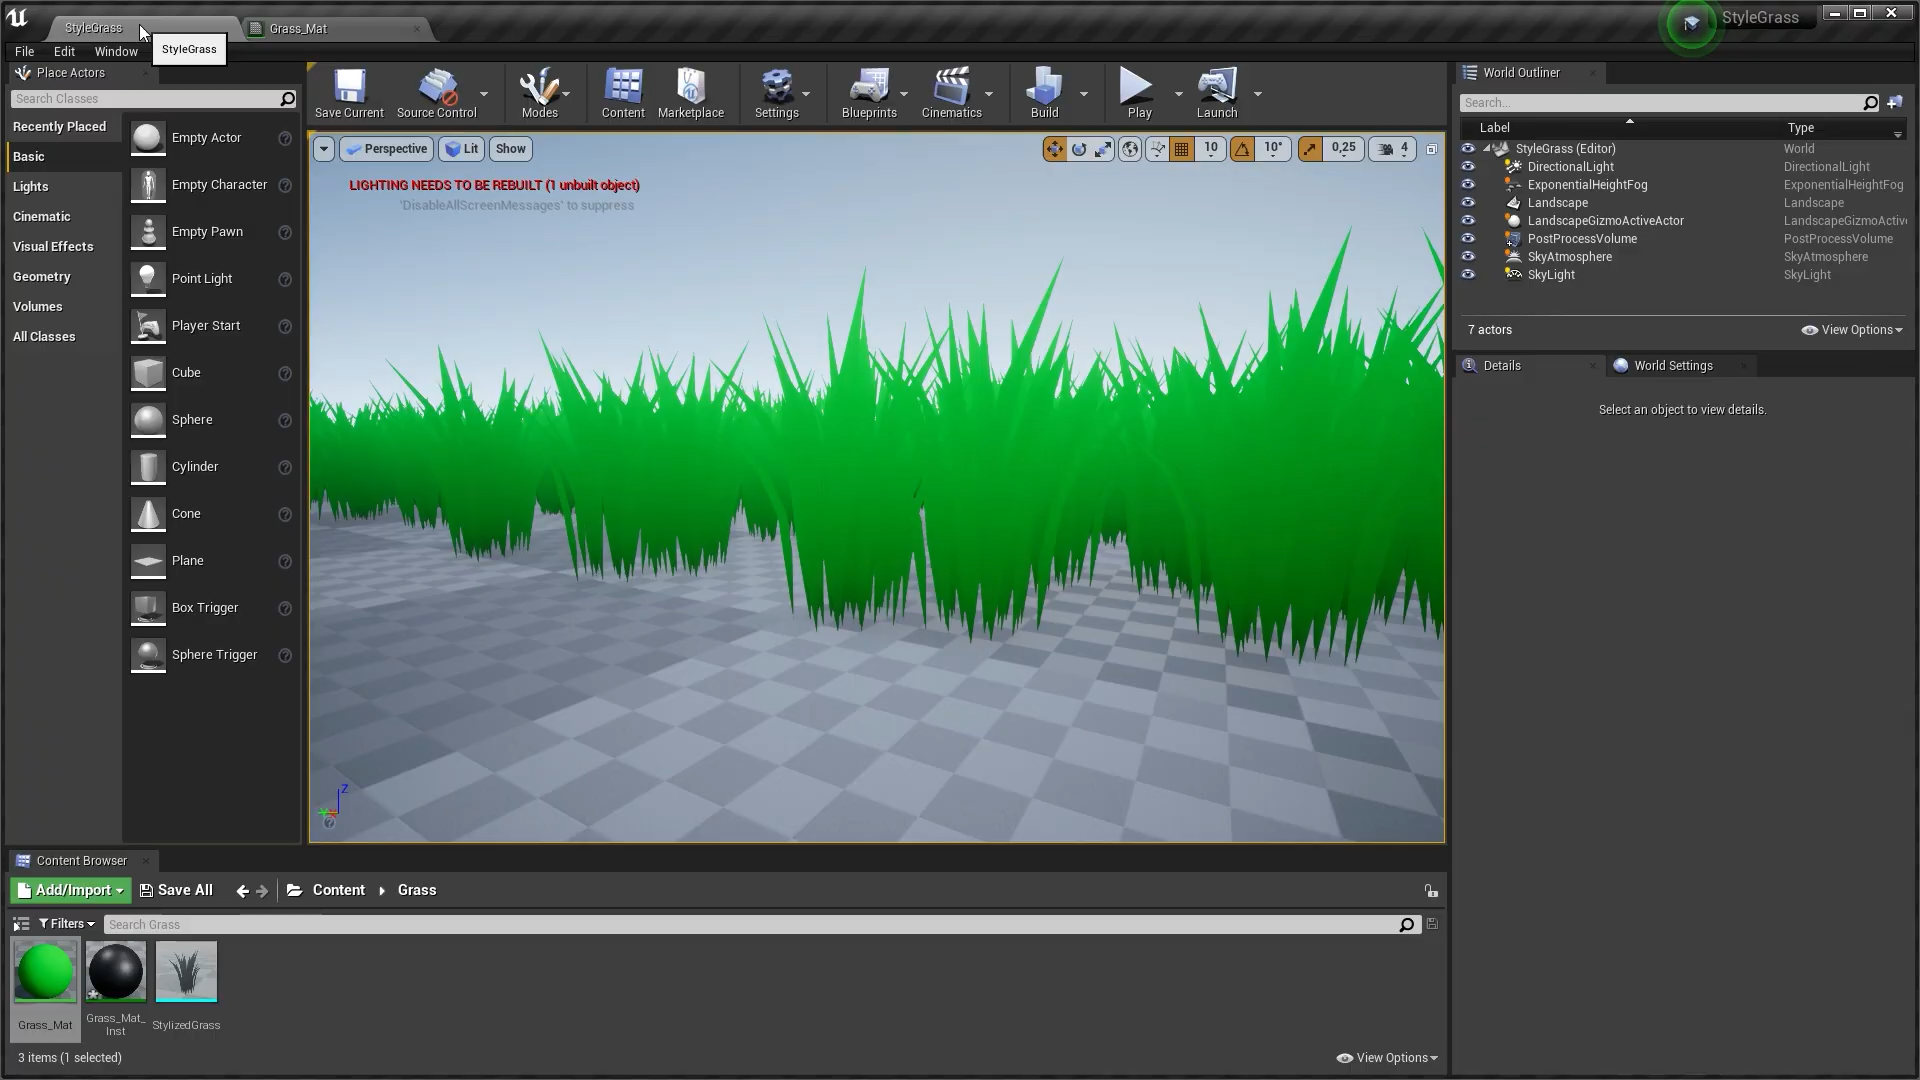 StyleGrass
Grass_Mat
StyleGrass
File
Edit
Window
StyleGrass
Place Actors
Search Classes
Recently Placed
Basic
Lights
Cinematic
Visual Effects
Geometry
Volumes
All Classes
Empty Actor
Empty Character
Empty Pawn
Point Light
Player Start
Cube
Sphere
Cylinder
Cone
Plane
Box Trigger
Sphere Trigger
Save Current
Source Control
Modes
Content
Marketplace
Settings
Blueprints
Cinematics
Build
Play
Launch
Perspective
Lit
Show
10
10°
0,25
4
LIGHTING NEEDS TO BE REBUILT (1 unbuilt object)
'DisableAllScreenMessages' to suppress
Z
World Outliner
Search...
Label Type
StyleGrass (Editor) World
DirectionalLight DirectionalLight
ExponentialHeightFog ExponentialHeightFog
Landscape Landscape
LandscapeGizmoActiveActor LandscapeGizmoActive
PostProcessVolume PostProcessVolume
SkyAtmosphere SkyAtmosphere
SkyLight SkyLight
7 actors
View Options
Details
World Settings
Select an object to view details.
Content Browser
Add/Import
Save All
Content
Grass
Filters
Search Grass
Grass_Mat
Grass_Mat_
Inst
StylizedGrass
3 items (1 selected)
View Options